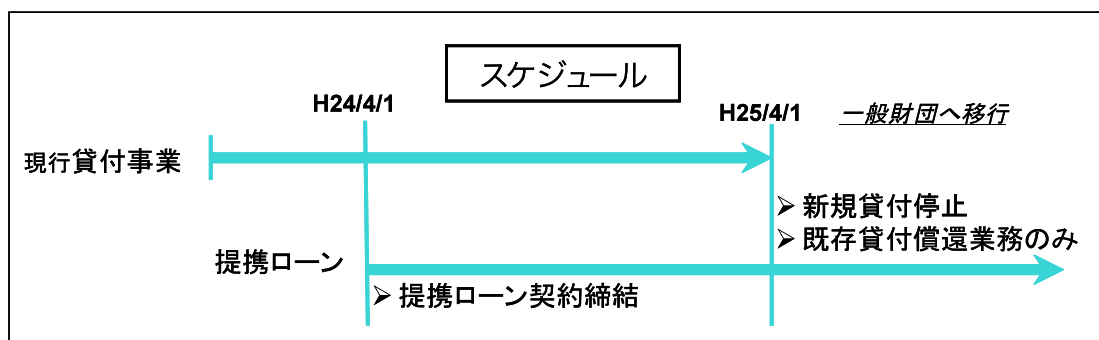 スケジュール
H24/4/1
H25/4/1 一般財団へ移行
現行貸付事業
➢ 新規貸付停止
➢ 既存貸付償還業務のみ
提携ローン
➢ 提携ローン契約締結